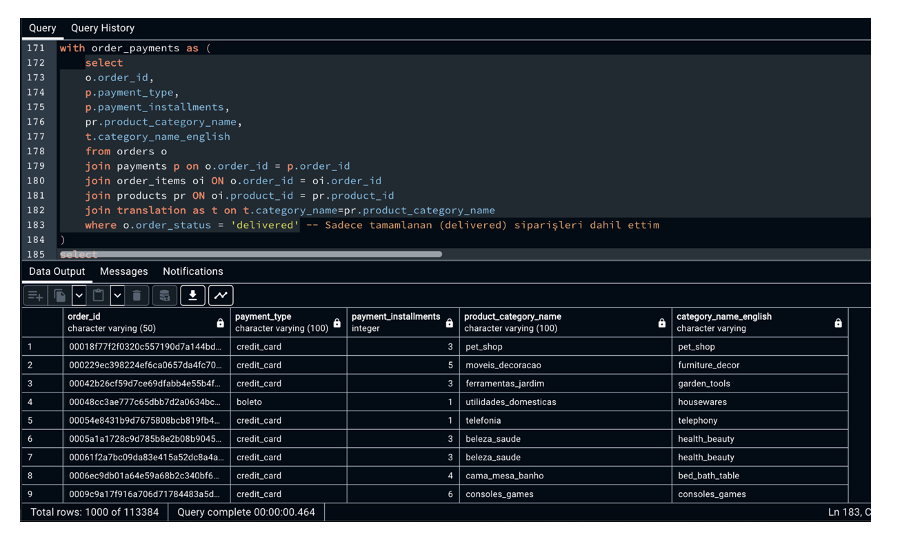 Query Query History
171 with order_payments as (
172 select
173 o.order_id,
174 p.payment_type,
175 p.payment_installments,
176 pr.product_category_name,
177 t.category_name_english
178 from orders o
179 join payments p on o.order_id = p.order_id
180 join order_items oi ON o.order_id = oi.order_id
181 join products pr ON oi.product_id = pr.product_id
182 join translation as t on t.category_name=pr.product_category_name
183 where o.order_status = 'delivered' -- Sadece tamamlanan (delivered) siparişleri dahil ettim
184 )
185 select
Data Output Messages Notifications
order_id payment_type payment_installments product_category_name category_name_english
character varying (50) character varying (100) integer character varying (100) character varying
1 00018f77f2f0320c557190d7a144bd... credit_card 3 pet_shop pet_shop
2 000229ec398224ef6ca0657da4fc70... credit_card 5 moveis_decoracao furniture_decor
3 00042b26cf59d7ce69dfabb4e55b4f... credit_card 3 ferramentas_jardim garden_tools
4 00048cc3ae777c65dbb7d2a0634bc... boleto 1 utilidades_domesticas housewares
5 00054e8431b9d7675808bcb819fb4... credit_card 1 telefonia telephony
6 0005a1a1728c9d785b8e2b08b9045... credit_card 3 beleza_saude health_beauty
7 00061f2a7bc09da83e415a52dc8a4a... credit_card 3 beleza_saude health_beauty
8 0006ec9db01a64e59a68b2c340bf6... credit_card 4 cama_mesa_banho bed_bath_table
9 0009c9a17f916a706d71784483a5d... credit_card 6 consoles_games consoles_games
Total rows: 1000 of 113384 Query complete 00:00:00.464 Ln 183, C